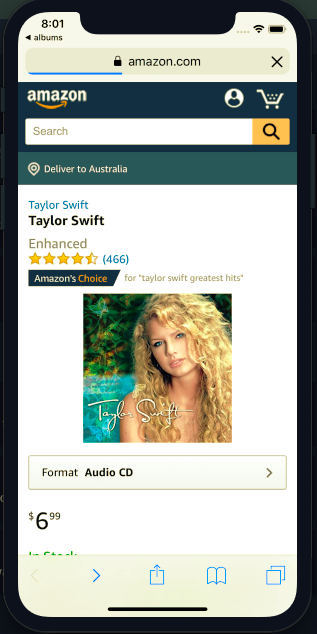 8:01
albums
amazon.com
amazon
Search
Deliver to Australia
Taylor Swift
Taylor Swift
Enhanced
(466)
Amazon's Choice for "taylor swift greatest hits"
Taylor Swift
Format Audio CD
$6.99
In Stock